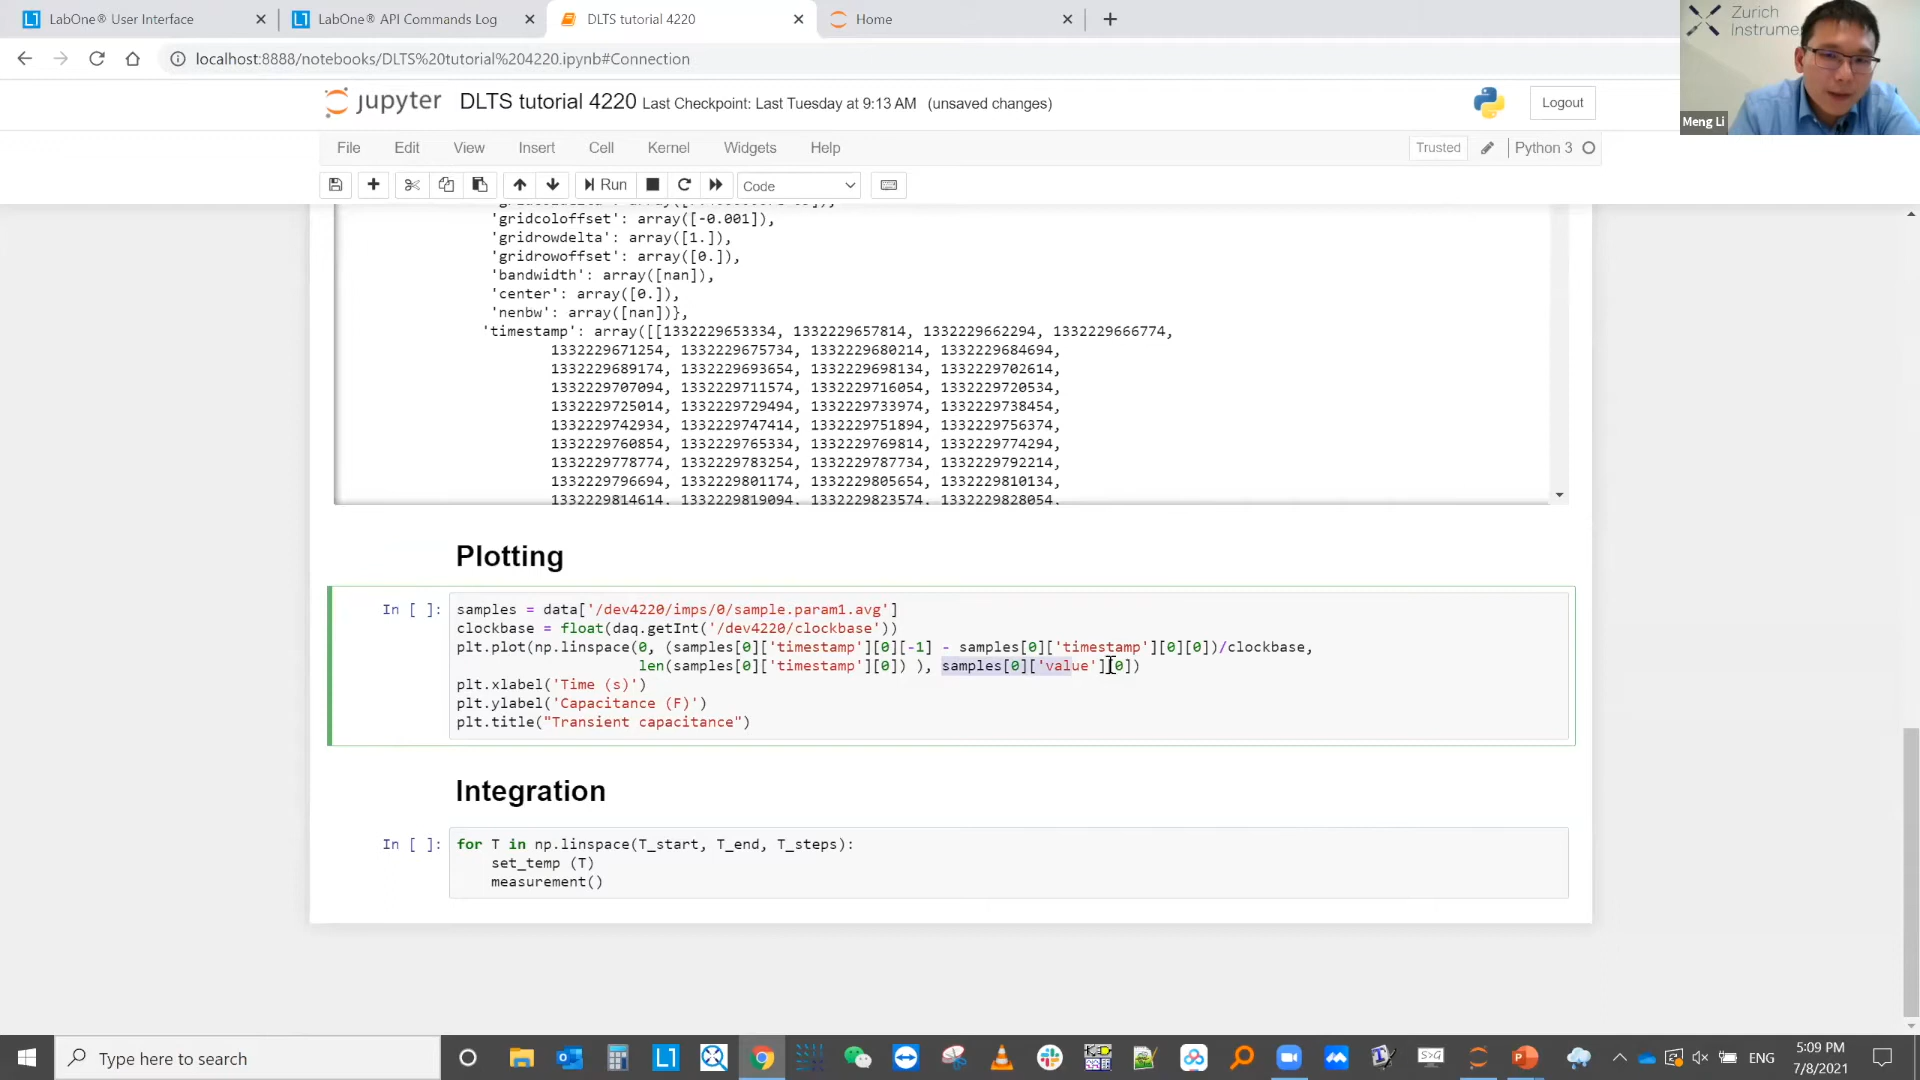 LabOne® User Interface
LabOne® API Commands Log
DLTS tutorial 4220
Home
localhost:8888/notebooks/DLTS%20tutorial%204220.ipynb#Connection
Zurich
Instrume
Meng Li
jupyter DLTS tutorial 4220 Last Checkpoint: Last Tuesday at 9:13 AM (unsaved changes)
Logout
File Edit View Insert Cell Kernel Widgets Help
Trusted
Python 3
Run
Code
'gridcoloffset': array([-0.001]),
'gridrowdelta': array([1.]),
'gridrowoffset': array([0.]),
'bandwidth': array([nan]),
'center': array([0.]),
'nenbw': array([nan])},
'timestamp': array([[1332229653334, 1332229657814, 1332229662294, 1332229666774,
1332229671254, 1332229675734, 1332229680214, 1332229684694,
1332229689174, 1332229693654, 1332229698134, 1332229702614,
1332229707094, 1332229711574, 1332229716054, 1332229720534,
1332229725014, 1332229729494, 1332229733974, 1332229738454,
1332229742934, 1332229747414, 1332229751894, 1332229756374,
1332229760854, 1332229765334, 1332229769814, 1332229774294,
1332229778774, 1332229783254, 1332229787734, 1332229792214,
1332229796694, 1332229801174, 1332229805654, 1332229810134,
1332229814614, 1332229819094, 1332229823574, 1332229828054,
Plotting
In [ ]:
samples = data['/dev4220/imps/0/sample.param1.avg']
clockbase = float(daq.getInt('/dev4220/clockbase'))
plt.plot(np.linspace(0, (samples[0]['timestamp'][0][-1] - samples[0]['timestamp'][0][0])/clockbase,
len(samples[0]['timestamp'][0]) ), samples[0]['value'][0])
plt.xlabel('Time (s)')
plt.ylabel('Capacitance (F)')
plt.title("Transient capacitance")
Integration
In [ ]:
for T in np.linspace(T_start, T_end, T_steps):
set_temp (T)
measurement()
Type here to search
ENG
5:09 PM
7/8/2021